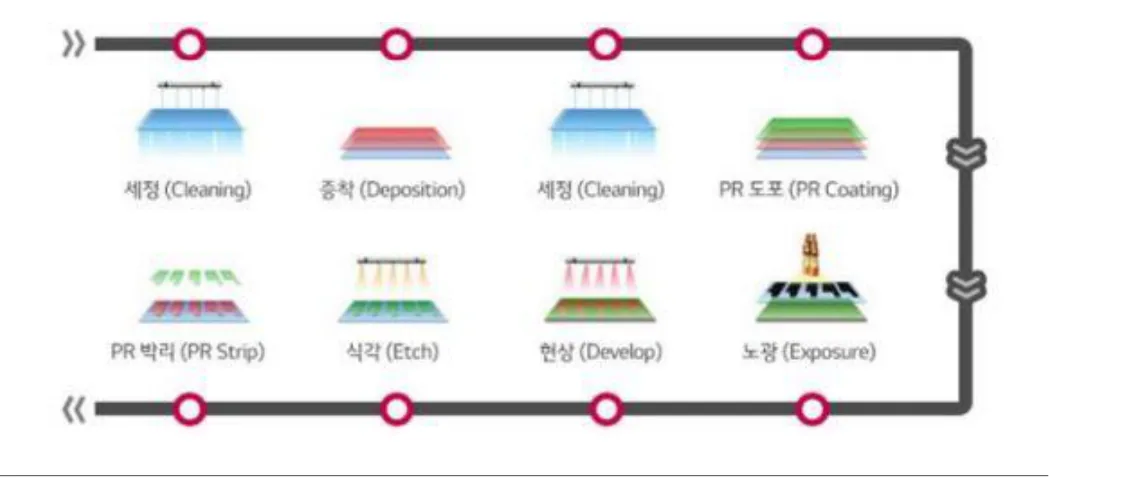 세정 (Cleaning)
증착 (Deposition)
세정 (Cleaning)
PR 도포 (PR Coating)
PR 박리 (PR Strip)
식각 (Etch)
현상 (Develop)
노광 (Exposure)